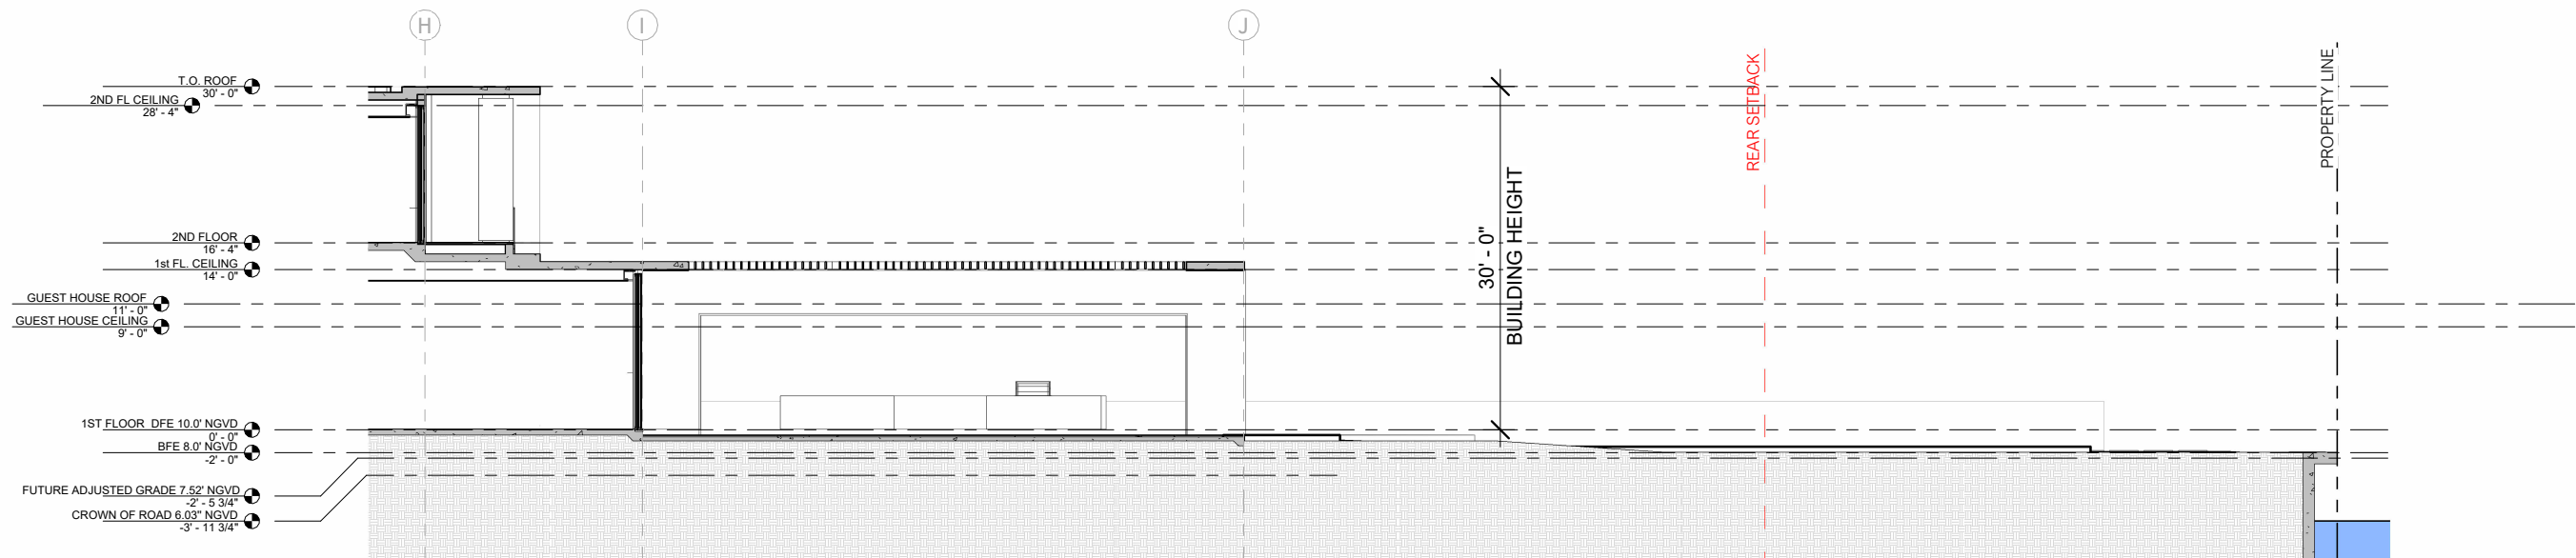 H
I
J
T.O. ROOF
30' - 0"
2ND FL CEILING
28' - 4"
2ND FLOOR
16' - 4"
1st FL. CEILING
14' - 0"
GUEST HOUSE ROOF
11' - 0"
GUEST HOUSE CEILING
9' - 0"
1ST FLOOR DFE 10.0' NGVD
0' - 0"
BFE 8.0' NGVD
-2' - 0"
FUTURE ADJUSTED GRADE 7.52' NGVD
-2' - 5 3/4"
CROWN OF ROAD 6.03" NGVD
-3' - 11 3/4"
30' - 0"
BUILDING HEIGHT
REAR SETBACK
PROPERTY LINE